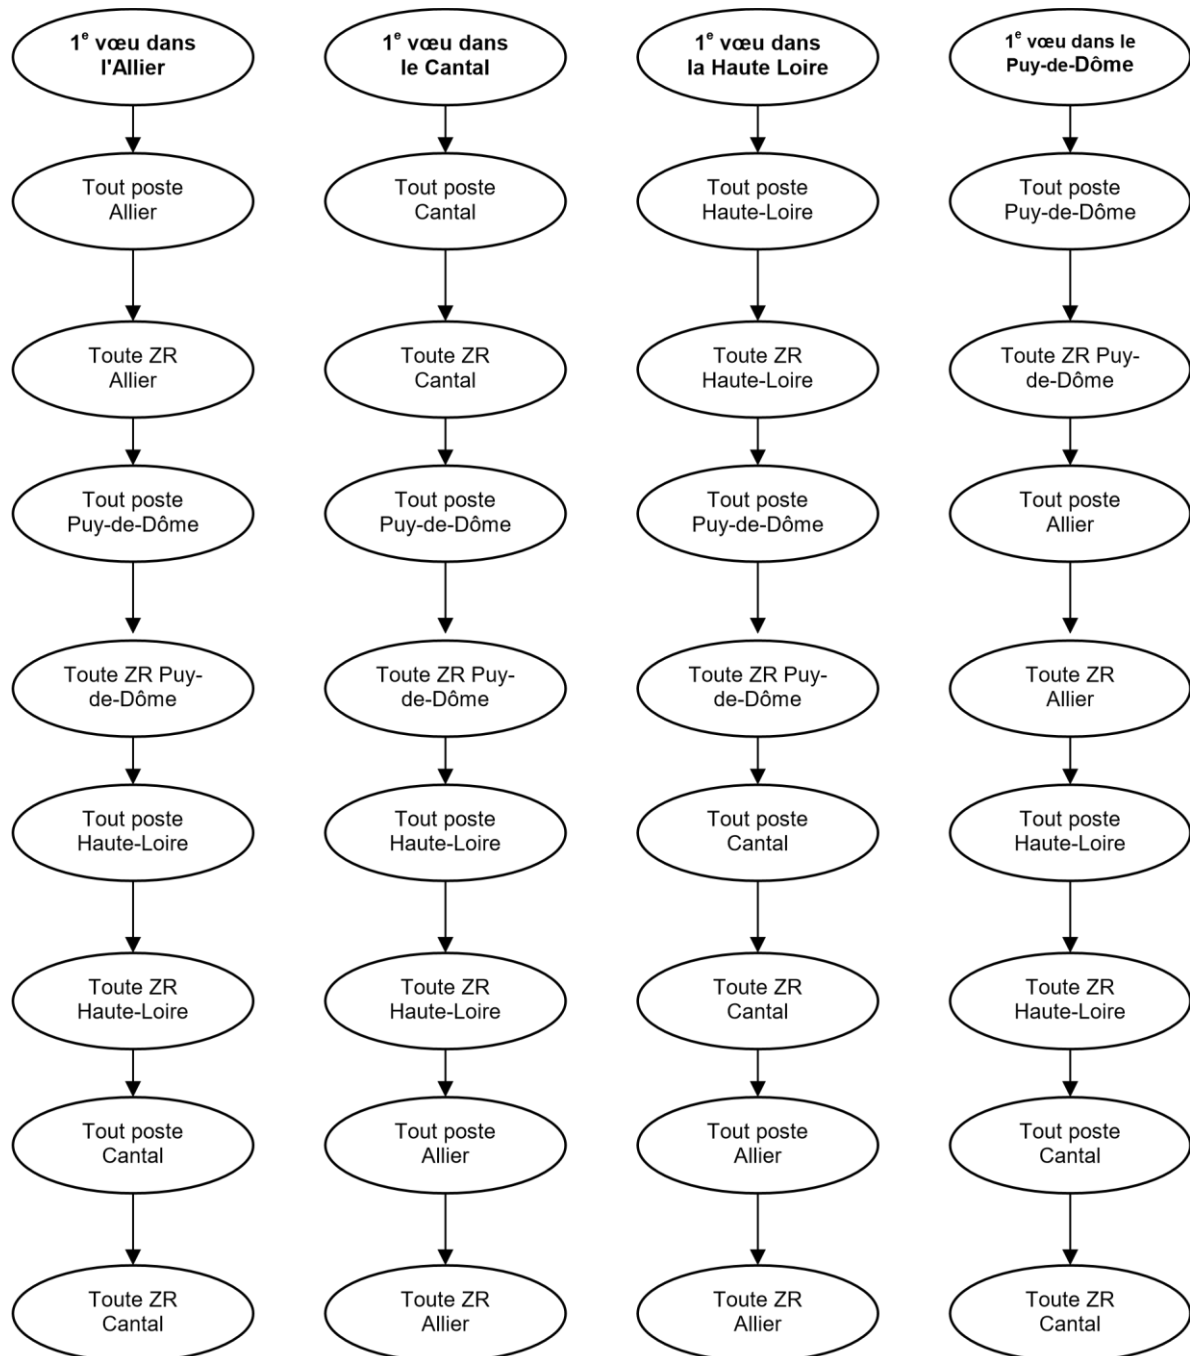 1e vœu dans
l'Allier
Tout poste
Allier
Toute ZR
Allier
Tout poste
Puy-de-Dôme
Toute ZR Puy-
de-Dôme
Tout poste
Haute-Loire
Toute ZR
Haute-Loire
Tout poste
Cantal
Toute ZR
Cantal
1e vœu dans
le Cantal
Tout poste
Cantal
Toute ZR
Cantal
Tout poste
Puy-de-Dôme
Toute ZR Puy-
de-Dôme
Tout poste
Haute-Loire
Toute ZR
Haute-Loire
Tout poste
Allier
Toute ZR
Allier
1e vœu dans
la Haute Loire
Tout poste
Haute-Loire
Toute ZR
Haute-Loire
Tout poste
Puy-de-Dôme
Toute ZR Puy-
de-Dôme
Tout poste
Cantal
Toute ZR
Cantal
Tout poste
Allier
Toute ZR
Allier
1e vœu dans le
Puy-de-Dôme
Tout poste
Puy-de-Dôme
Toute ZR Puy-
de-Dôme
Tout poste
Allier
Toute ZR
Allier
Tout poste
Haute-Loire
Toute ZR
Haute-Loire
Tout poste
Cantal
Toute ZR
Cantal